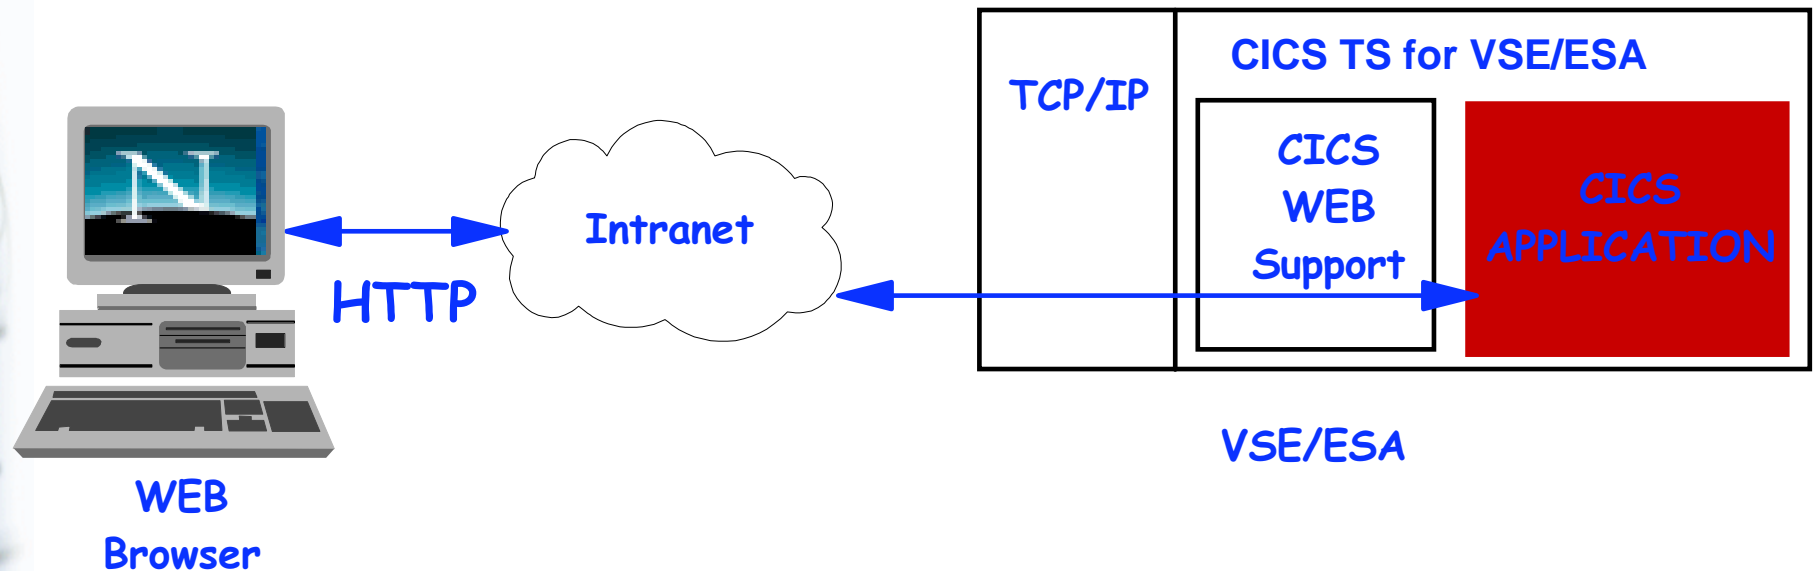 CICS TS for VSE/ESA
TCP/IP
CICS
WEB
Support
CICS
APPLICATION
N
Intranet
HTTP
VSE/ESA
WEB
Browser